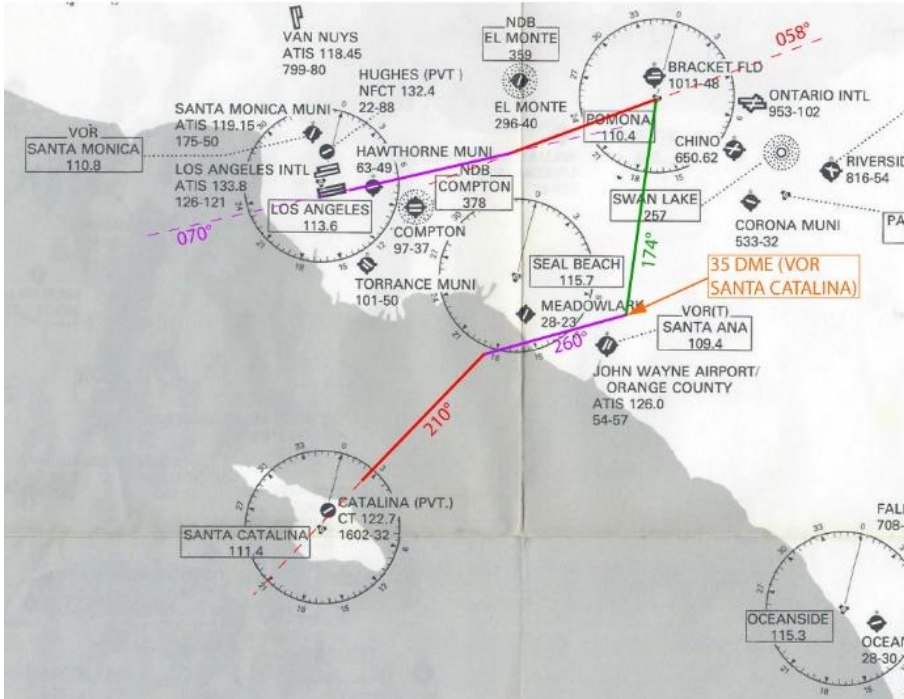 VAN NUYS
ATIS 118.45
799-80
HUGHES (PVT )
NFCT 132.4
22-88
SANTA MONICA MUNI
ATIS 119.15
175-50
VOR
SANTA MONICA
110.8
LOS ANGELES INTL
ATIS 133.8
126-121
HAWTHORNE MUNI
63-49
LOS ANGELES
113.6
070°
NDB
EL MONTE
359
EL MONTE
296-40
NDB
COMPTON
378
COMPTON
97-37
TORRANCE MUNI
101-50
058°
BRACKET FLD
1011-48
POMONA
110.4
ONTARIO INTL
953-102
CHINO
650.62
RIVERSID
816-54
SWAN LAKE
257
CORONA MUNI
533-32
PA
174°
SEAL BEACH
115.7
35 DME (VOR
SANTA CATALINA)
MEADOWLARK
28-23
260°
VOR(T)
SANTA ANA
109.4
JOHN WAYNE AIRPORT/
ORANGE COUNTY
ATIS 126.0
54-57
210°
CATALINA (PVT.)
CT 122.7
1602-32
SANTA CATALINA
111.4
FALL
708-
OCEANSIDE
115.3
OCEAN
28-30